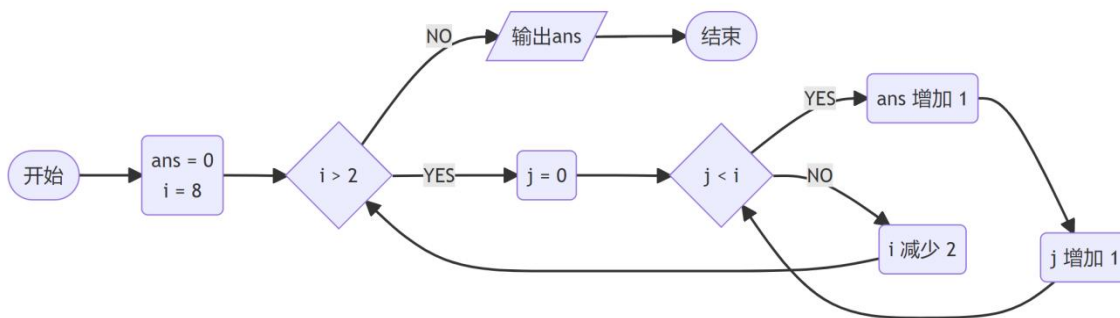 开始
ans = 0
i = 8
i > 2
NO
输出ans
结束
YES
j = 0
j < i
YES
ans 增加 1
NO
i 减少 2
j 增加 1